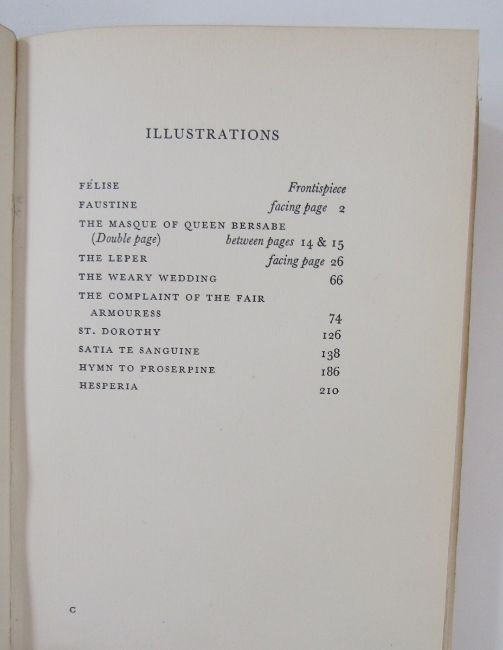 ILLUSTRATIONS
FÉLISE Frontispiece
FAUSTINE facing page 2
THE MASQUE OF QUEEN BERSABE
(Double page) between pages 14 & 15
THE LEPER facing page 26
THE WEARY WEDDING 66
THE COMPLAINT OF THE FAIR
ARMOURESS 74
ST. DOROTHY 126
SATIA TE SANGUINE 138
HYMN TO PROSERPINE 186
HESPERIA 210
C